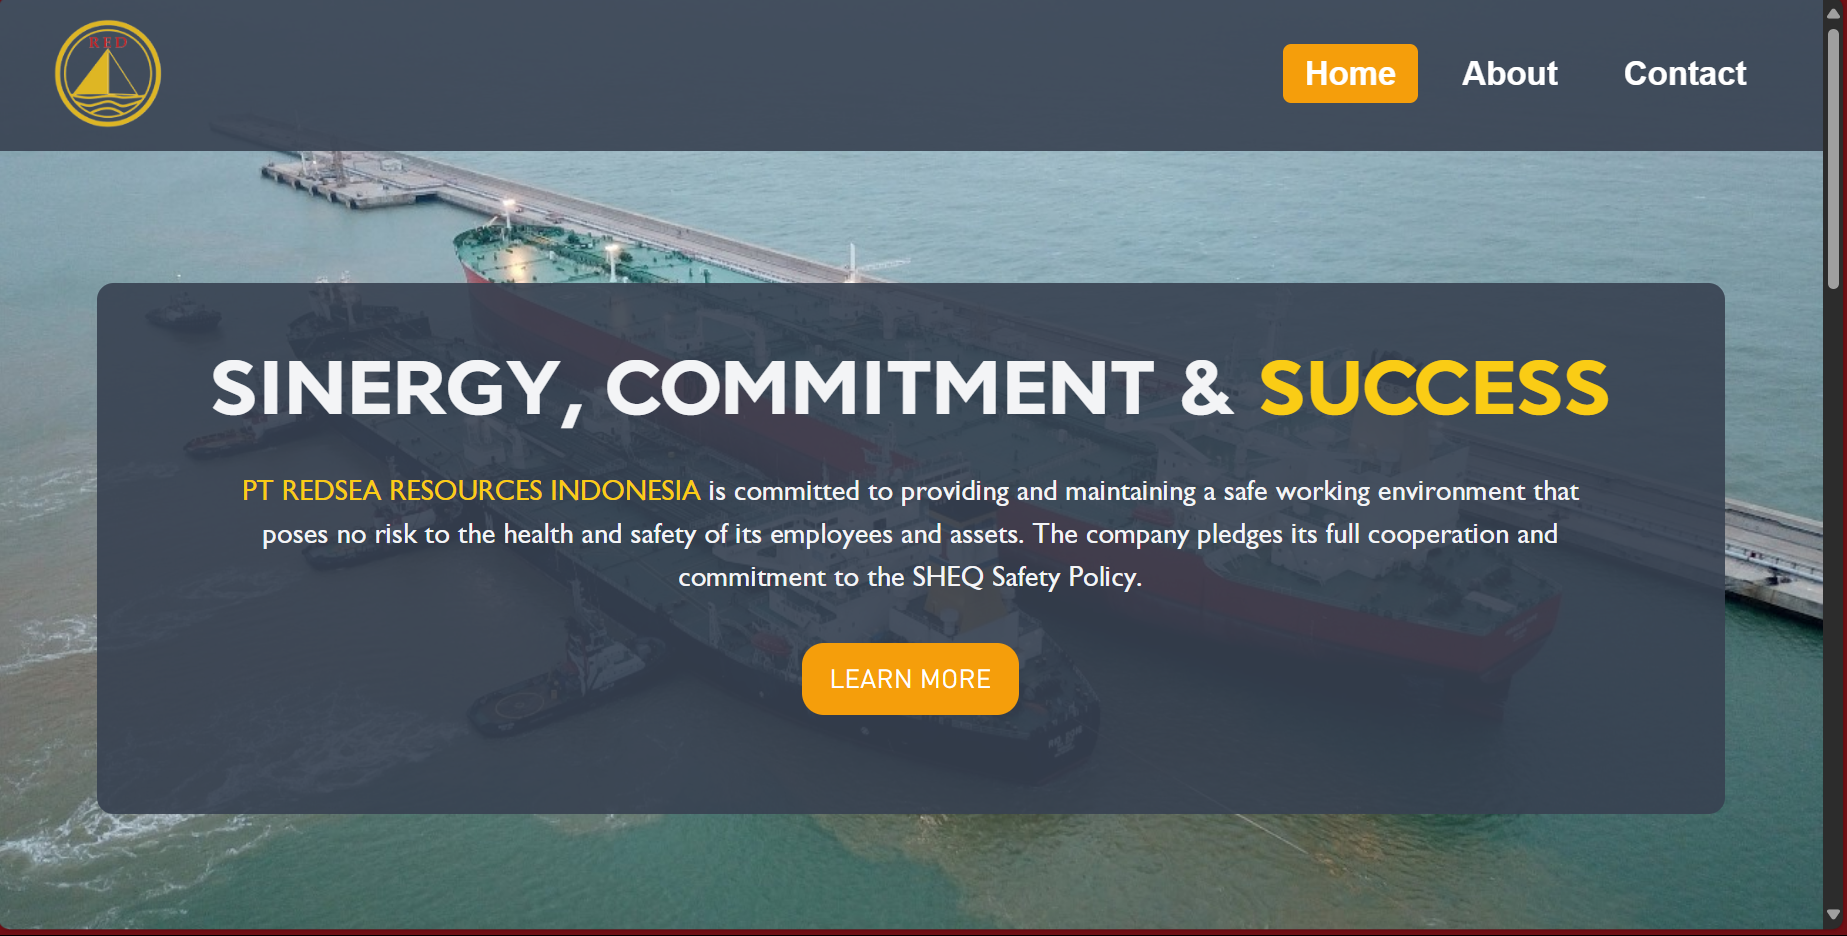 RED
Home About Contact
SINERGY, COMMITMENT & SUCCESS
PT REDSEA RESOURCES INDONESIA is committed to providing and maintaining a safe working environment that
poses no risk to the health and safety of its employees and assets. The company pledges its full cooperation and
commitment to the SHEQ Safety Policy.
LEARN MORE